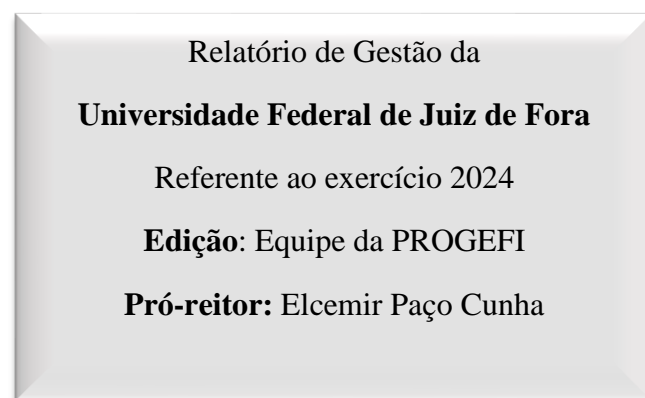 Relatório de Gestão da
Universidade Federal de Juiz de Fora
Referente ao exercício 2024
Edição: Equipe da PROGEFI
Pró-reitor: Elcemir Paço Cunha